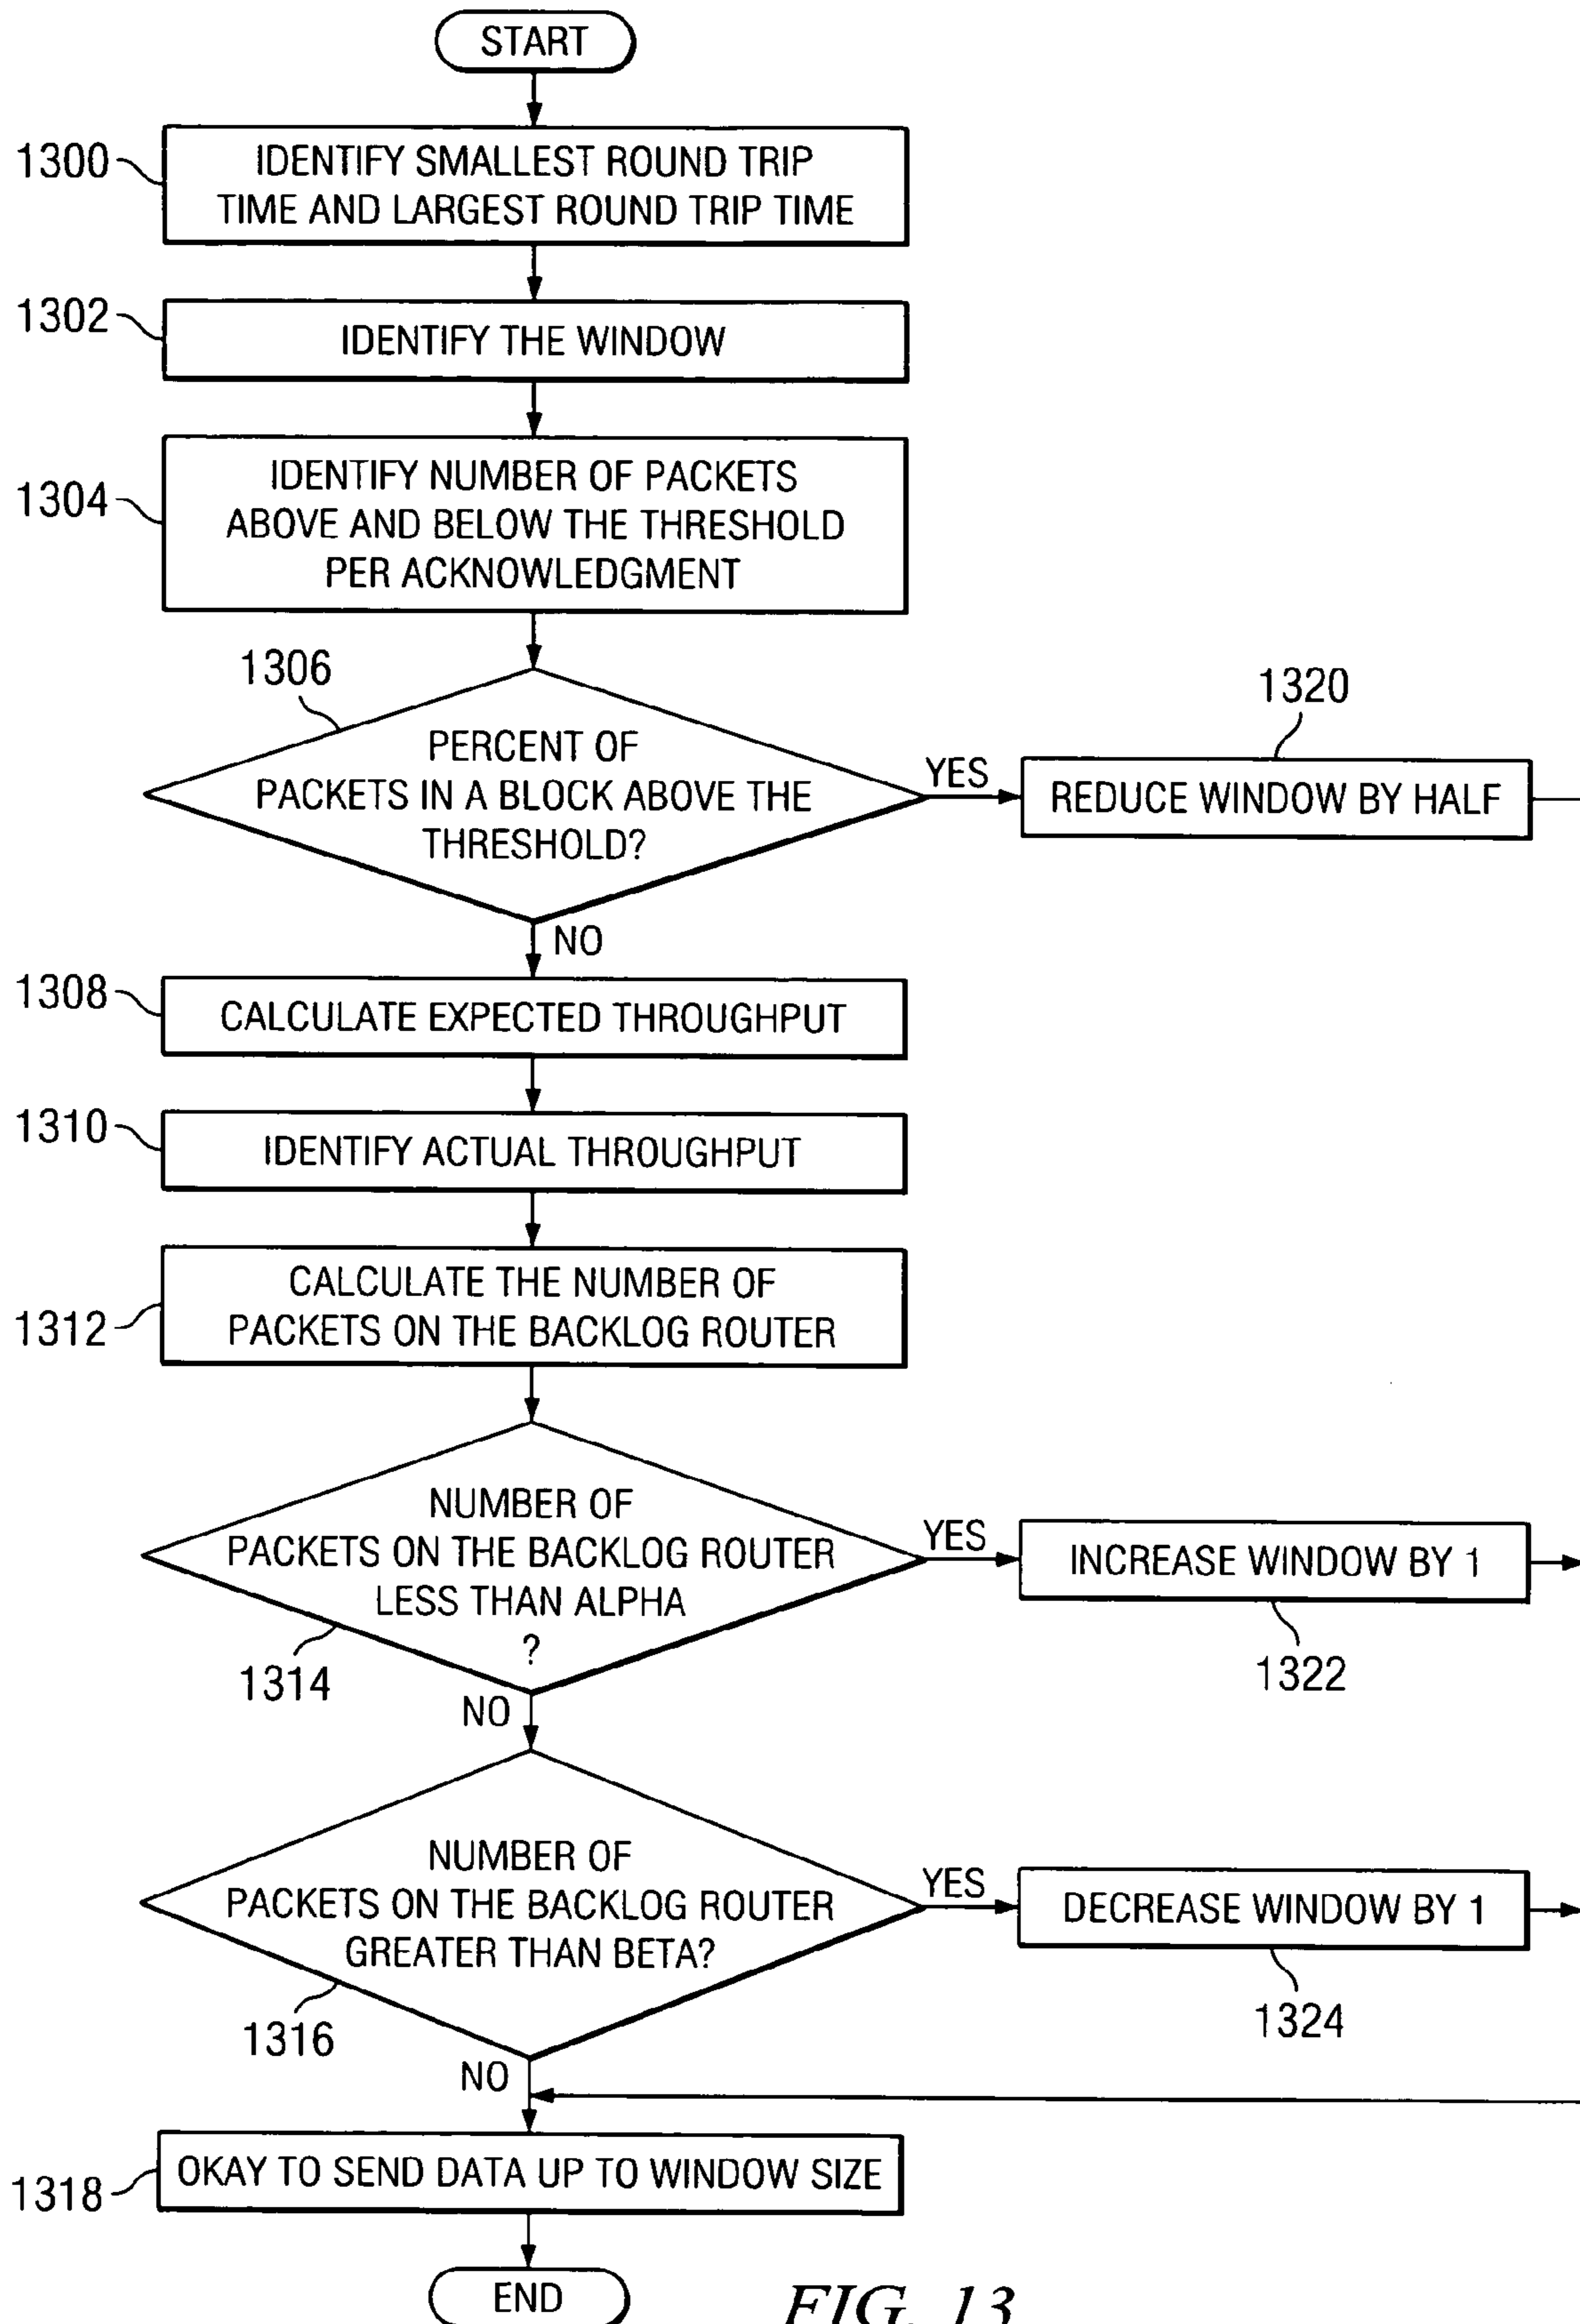 START
1300
IDENTIFY SMALLEST ROUND TRIP
TIME AND LARGEST ROUND TRIP TIME
1302
IDENTIFY THE WINDOW
1304
IDENTIFY NUMBER OF PACKETS
ABOVE AND BELOW THE THRESHOLD
PER ACKNOWLEDGMENT
1306
PERCENT OF
PACKETS IN A BLOCK ABOVE THE
THRESHOLD?
YES
1320
REDUCE WINDOW BY HALF
NO
1308
CALCULATE EXPECTED THROUGHPUT
1310
IDENTIFY ACTUAL THROUGHPUT
1312
CALCULATE THE NUMBER OF
PACKETS ON THE BACKLOG ROUTER
NUMBER OF
PACKETS ON THE BACKLOG ROUTER
LESS THAN ALPHA
?
1314
YES
INCREASE WINDOW BY 1
1322
NO
NUMBER OF
PACKETS ON THE BACKLOG ROUTER
GREATER THAN BETA?
1316
YES
DECREASE WINDOW BY 1
1324
NO
1318
OKAY TO SEND DATA UP TO WINDOW SIZE
END
FIG. 13